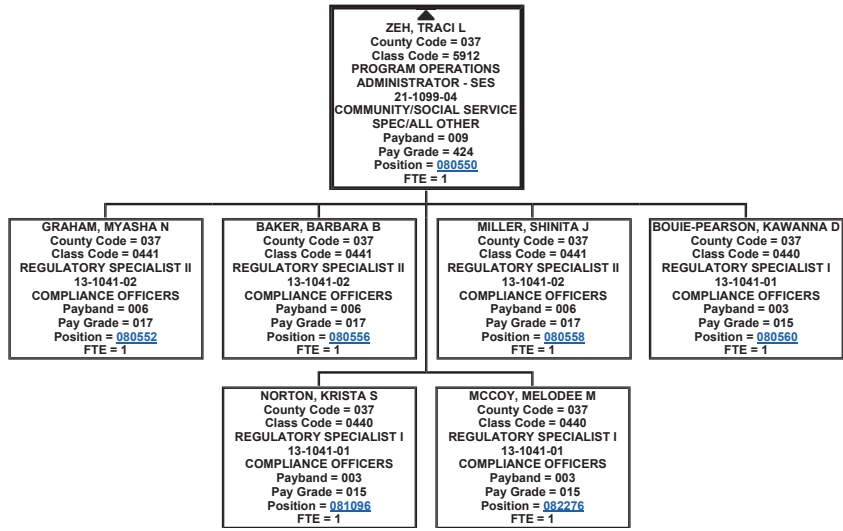 ZEH, TRACI L
County Code = 037
Class Code = 5912
PROGRAM OPERATIONS
ADMINISTRATOR - SES
21-1099-04
COMMUNITY/SOCIAL SERVICE
SPEC/ALL OTHER
Payband = 009
Pay Grade = 424
Position = 080550
FTE = 1
GRAHAM, MYASHA N
County Code = 037
Class Code = 0441
REGULATORY SPECIALIST II
13-1041-02
COMPLIANCE OFFICERS
Payband = 006
Pay Grade = 017
Position = 080552
FTE = 1
BAKER, BARBARA B
County Code = 037
Class Code = 0441
REGULATORY SPECIALIST II
13-1041-02
COMPLIANCE OFFICERS
Payband = 006
Pay Grade = 017
Position = 080556
FTE = 1
MILLER, SHINITA J
County Code = 037
Class Code = 0441
REGULATORY SPECIALIST II
13-1041-02
COMPLIANCE OFFICERS
Payband = 006
Pay Grade = 017
Position = 080558
FTE = 1
BOUIE-PEARSON, KAWANNA D
County Code = 037
Class Code = 0440
REGULATORY SPECIALIST I
13-1041-01
COMPLIANCE OFFICERS
Payband = 003
Pay Grade = 015
Position = 080560
FTE = 1
NORTON, KRISTA S
County Code = 037
Class Code = 0440
REGULATORY SPECIALIST I
13-1041-01
COMPLIANCE OFFICERS
Payband = 003
Pay Grade = 015
Position = 081096
FTE = 1
MCCOY, MELODEE M
County Code = 037
Class Code = 0440
REGULATORY SPECIALIST I
13-1041-01
COMPLIANCE OFFICERS
Payband = 003
Pay Grade = 015
Position = 082276
FTE = 1